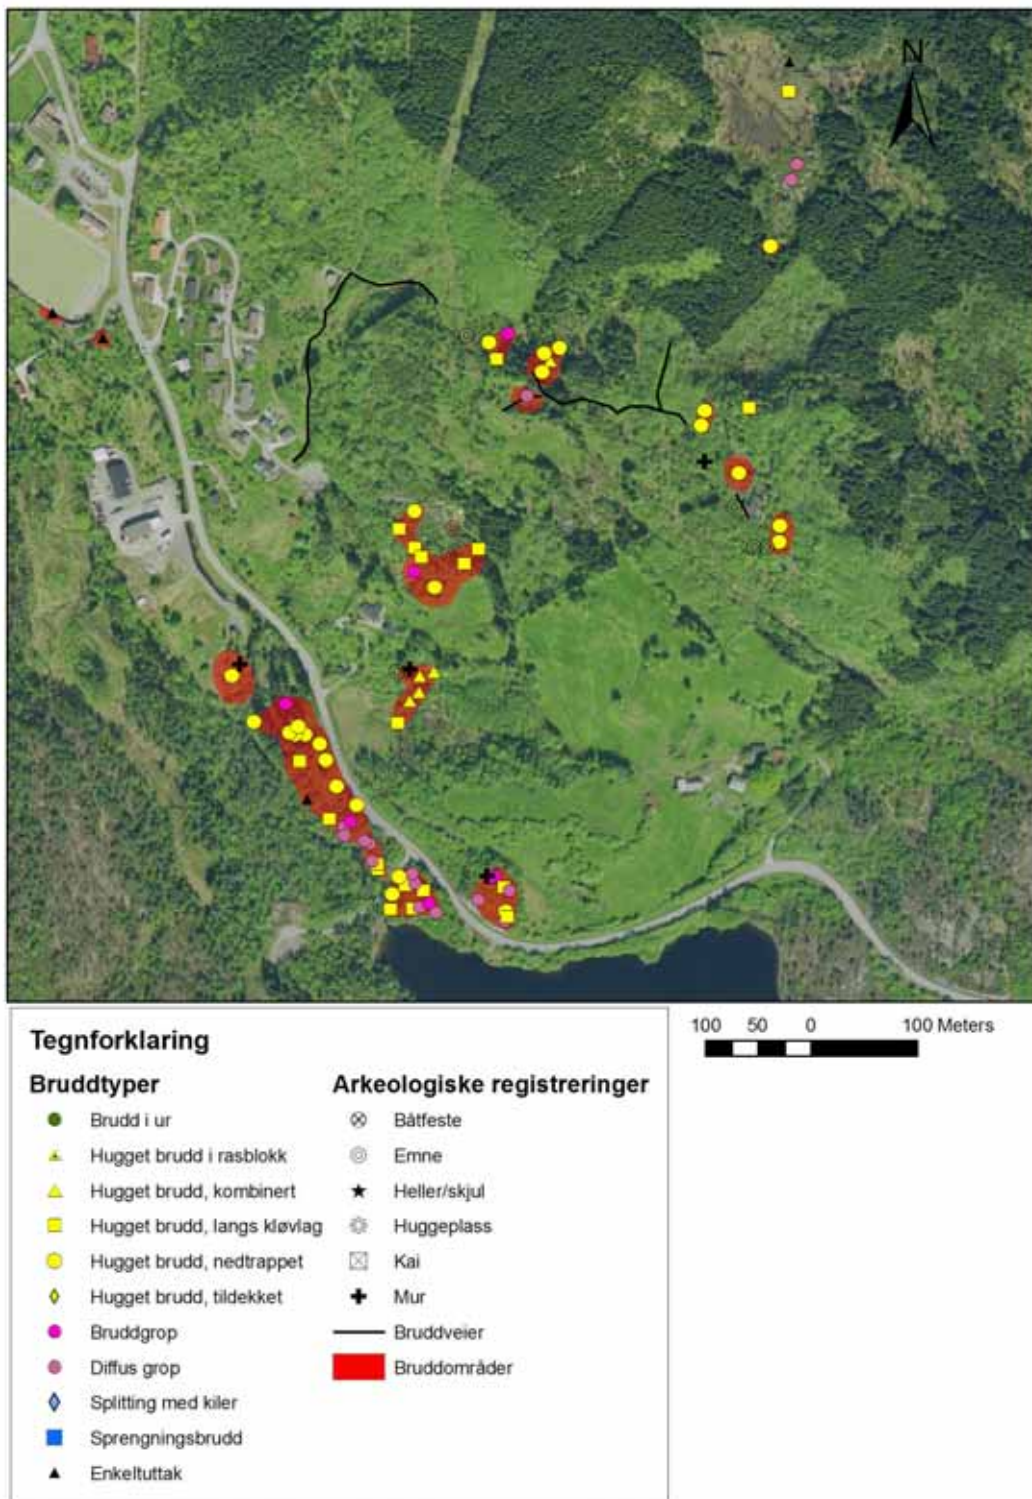 N
Tegnforklaring
Bruddtyper
Brudd i ur
Hugget brudd i rasblokk
Hugget brudd, kombinert
Hugget brudd, langs kløvlag
Hugget brudd, nedtrappet
Hugget brudd, tildekket
Bruddgrop
Diffus grop
Splitting med kiler
Sprengningsbrudd
Enkeltuttak
Arkeologiske registreringer
Båtfeste
Emne
Heller/skjul
Huggeplass
Kai
Mur
Bruddveier
Bruddområder
100 50 0 100 Meters